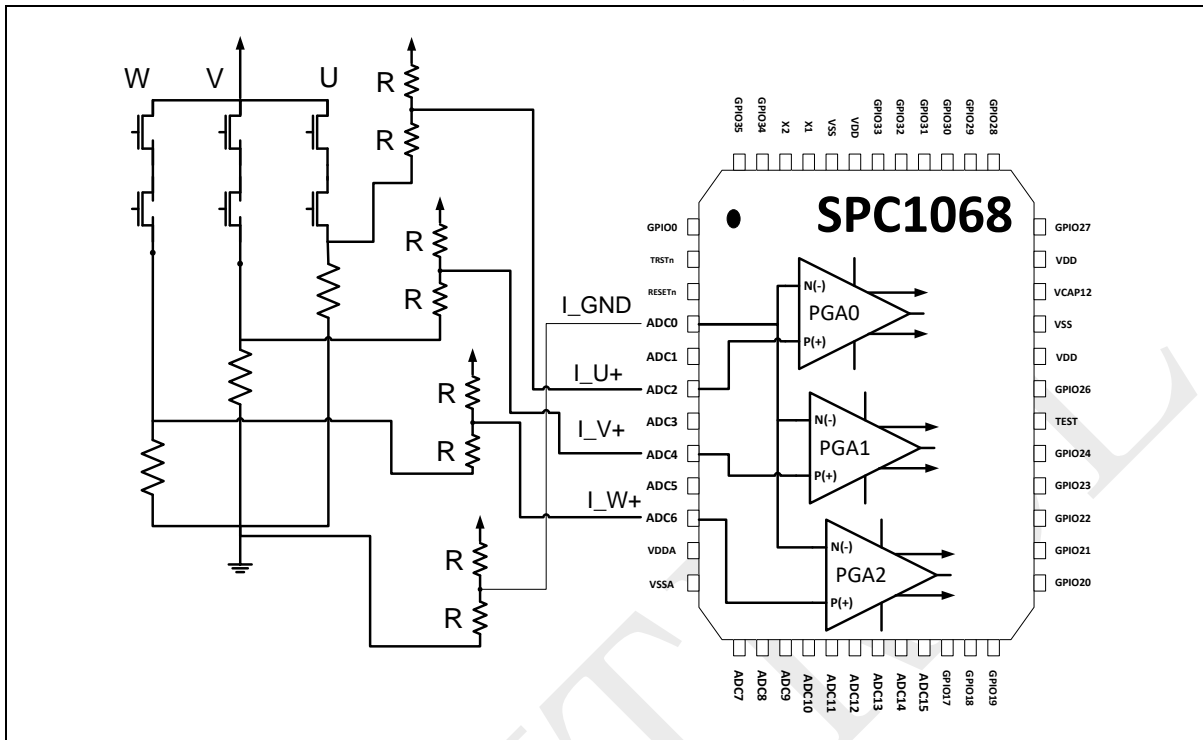 W
V
U
R
R
R
R
R
R
R
R
I_GND
I_U+
I_V+
I_W+
SPC1068
GPIO35
GPIO34
X2
X1
VSS
VDD
GPIO33
GPIO32
GPIO31
GPIO30
GPIO29
GPIO28
GPIO0
TRSTn
RESETn
ADC0
ADC1
ADC2
ADC3
ADC4
ADC5
ADC6
VDDA
VSSA
N(-)
PGA0
P(+)
N(-)
PGA1
P(+)
N(-)
PGA2
P(+)
GPIO27
VDD
VCAP12
VSS
VDD
GPIO26
TEST
GPIO24
GPIO23
GPIO22
GPIO21
GPIO20
ADC7
ADC8
ADC9
ADC10
ADC11
ADC12
ADC13
ADC14
ADC15
GPIO17
GPIO18
GPIO19